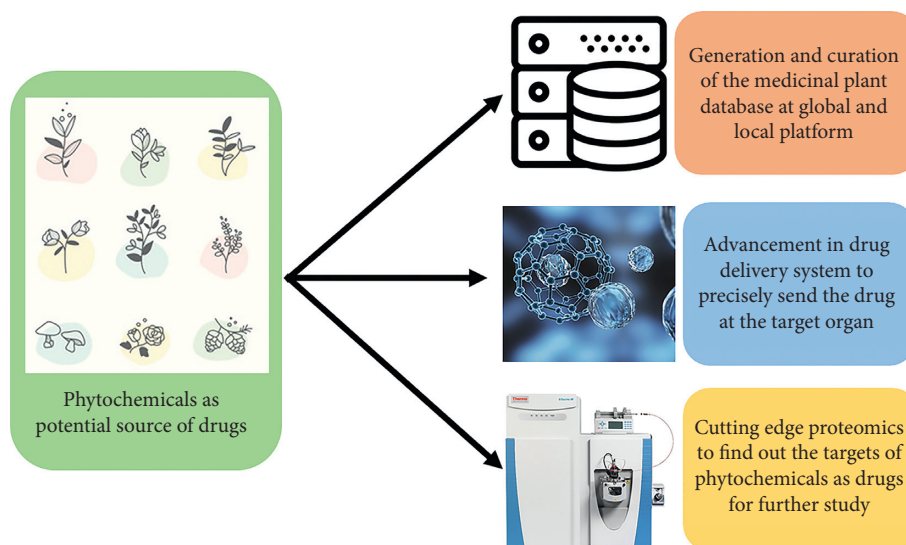 Phytochemicals as
potential source of drugs
Generation and curation
of the medicinal plant
database at global and
local platform
Advancement in drug
delivery system to
precisely send the drug
at the target organ
Cutting edge proteomics
to find out the targets of
phytochemicals as drugs
for further study